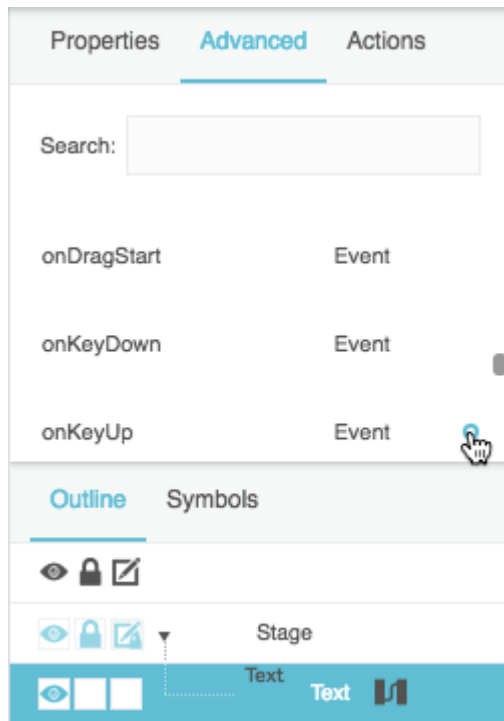 Properties Advanced Actions
Search:
onDragStart Event
onKeyDown Event
onKeyUp Event
Outline Symbols
Stage
Text
Text